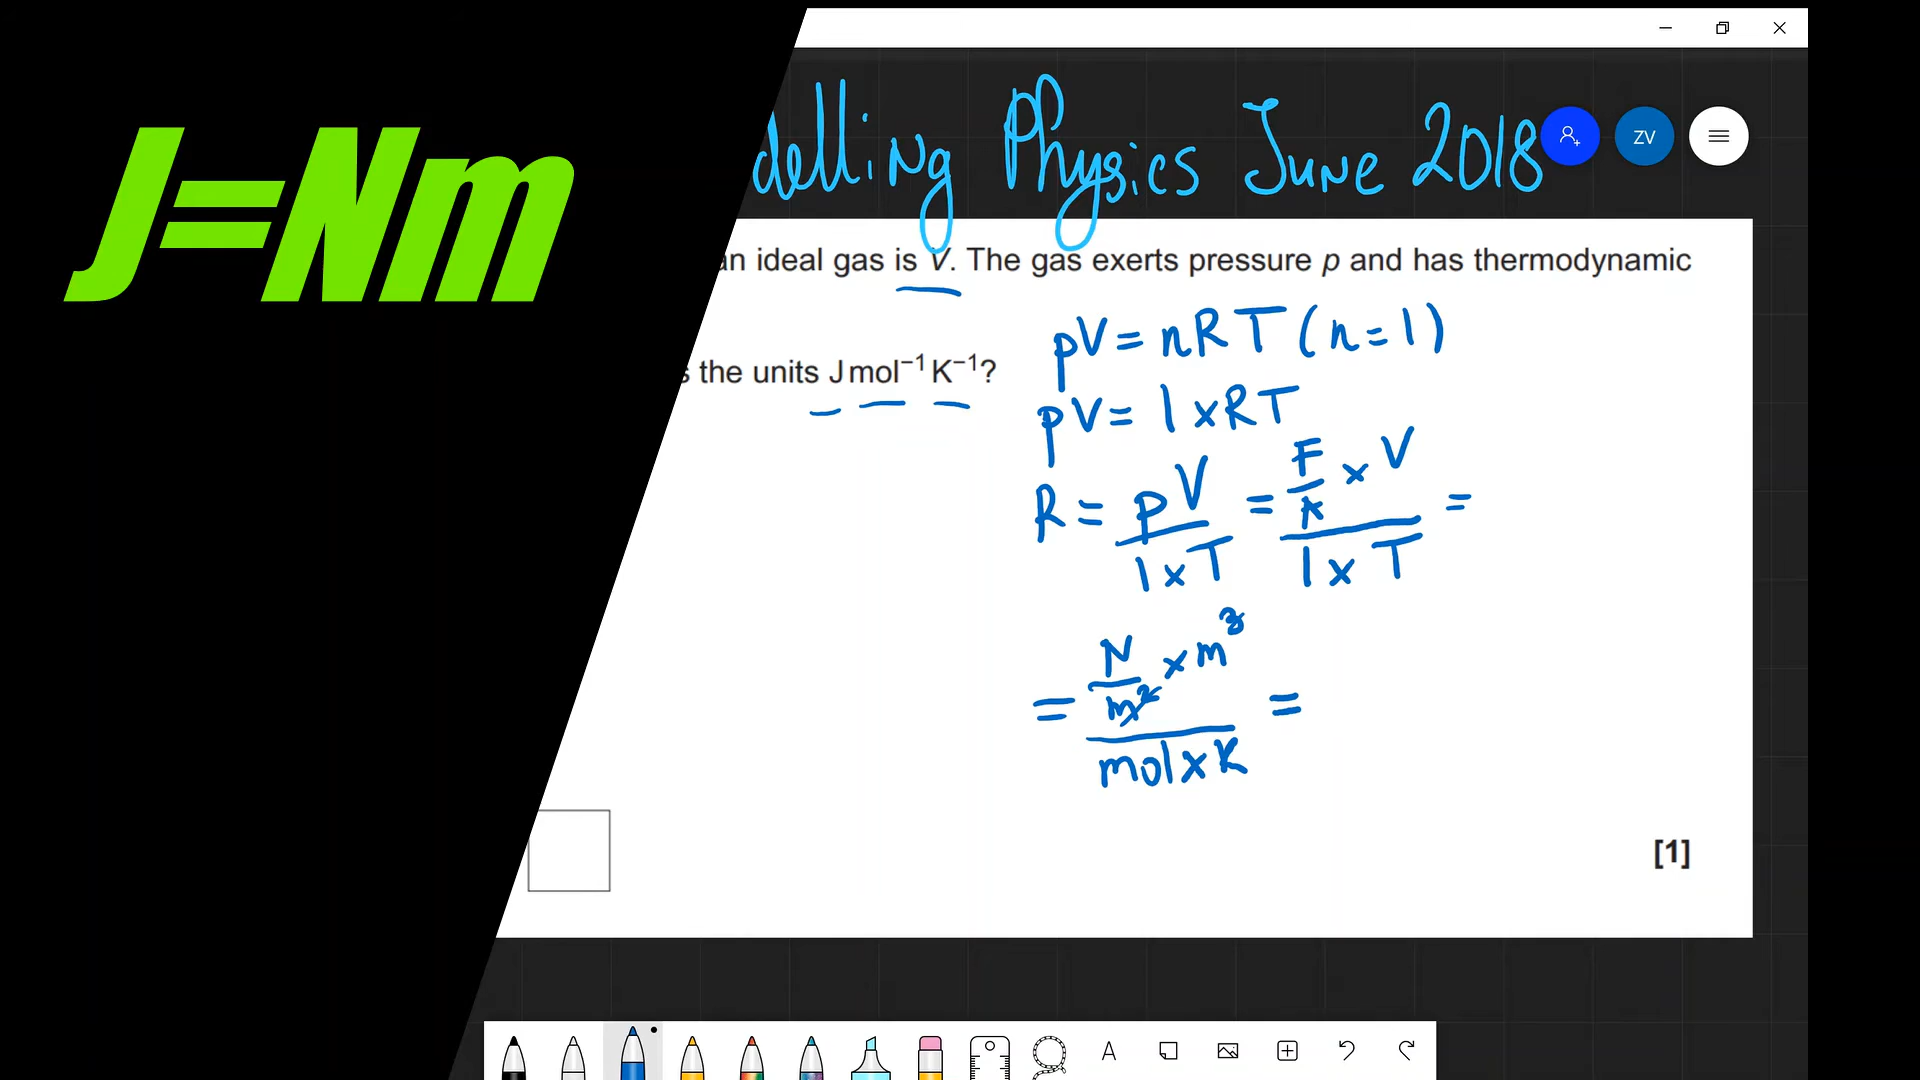 J=Nm
delling Physics June 2018
ZV
an ideal gas is V. The gas exerts pressure p and has thermodynamic
pV = nRT (n=1)
s the units J mol⁻¹ K⁻¹?
pV = 1 × RT
R = pV / 1 × T = F/A × V / 1 × T =
= N/m² × m³ / mol × K =
[1]
A